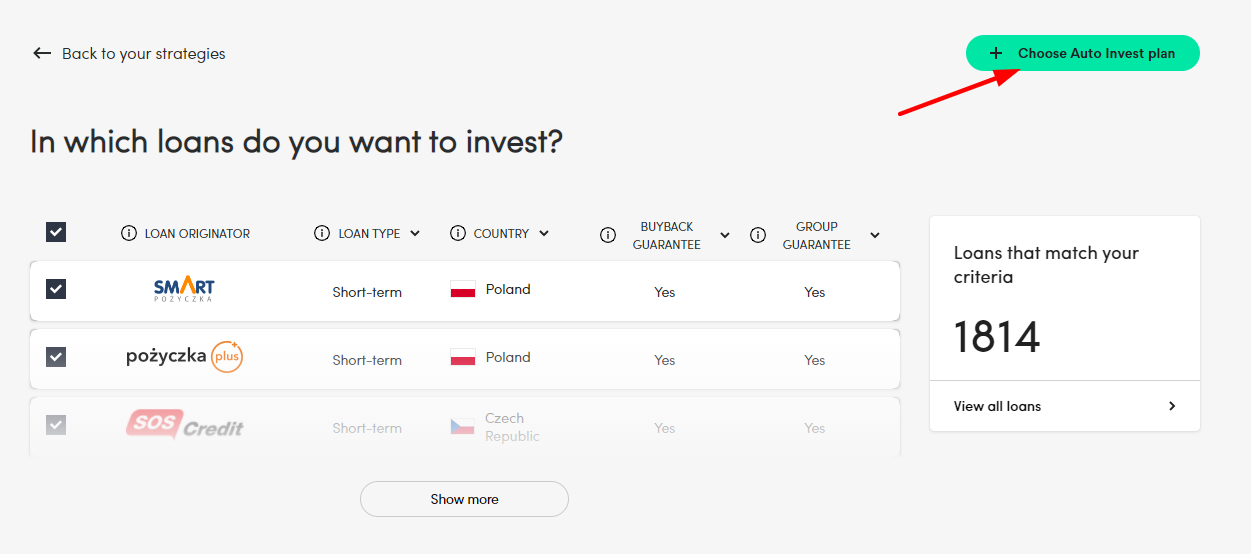 Back to your strategies
Choose Auto Invest plan
In which loans do you want to invest?
LOAN ORIGINATOR
LOAN TYPE
COUNTRY
BUYBACK
GUARANTEE
GROUP
GUARANTEE
SMART
POŻYCZKA
Short-term
Poland
Yes
Yes
pożyczka plus
Short-term
Poland
Yes
Yes
SOS Credit
Short-term
Czech
Republic
Yes
Yes
Show more
Loans that match your
criteria
1814
View all loans